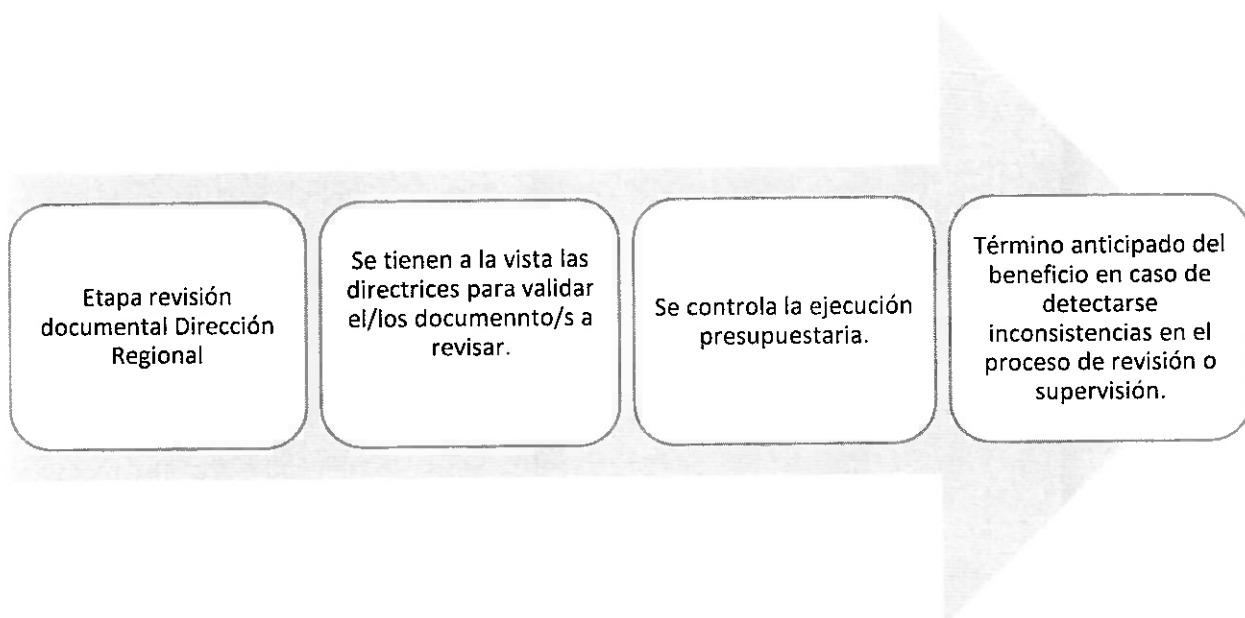 Etapa revisión
documental Dirección
Regional
Se tienen a la vista las
directrices para validar
el/los documennto/s a
revisar.
Se controla la ejecución
presupuestaria.
Término anticipado del
beneficio en caso de
detectarse
inconsistencias en el
proceso de revisión o
supervisión.